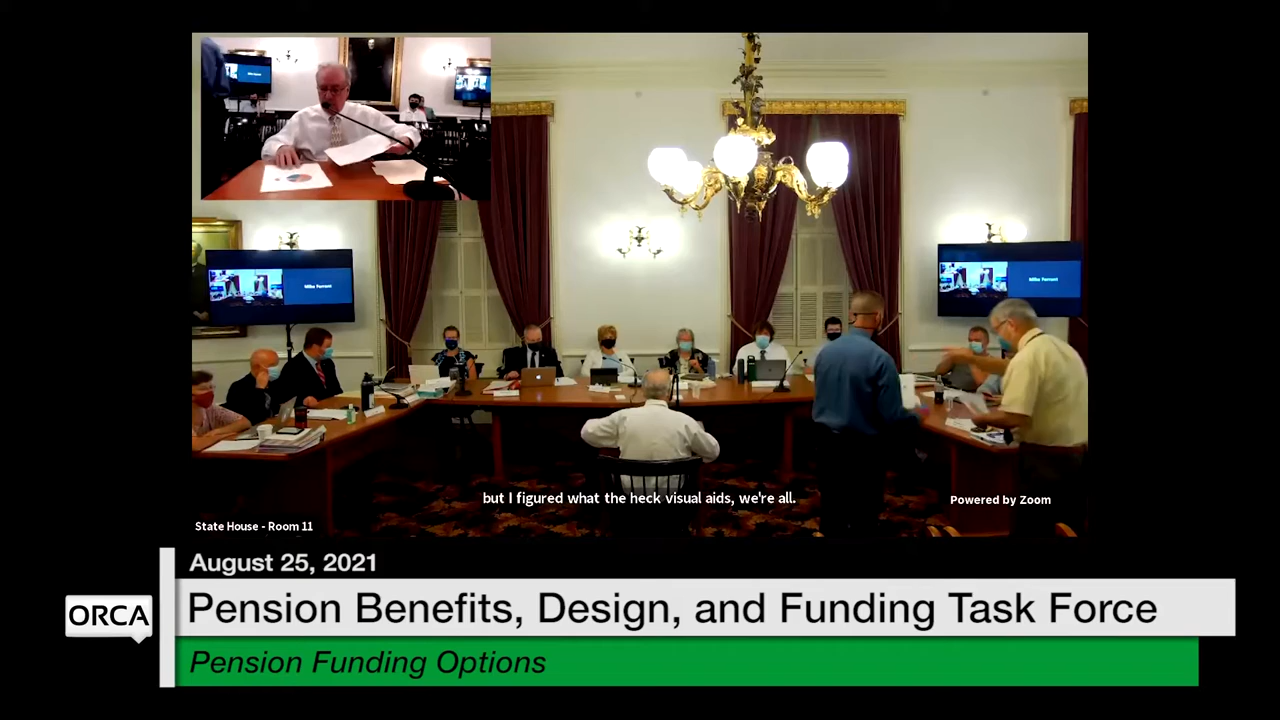 but I figured what the heck visual aids, we're all.
Powered by Zoom
State House - Room 11
August 25, 2021
ORCA
Pension Benefits, Design, and Funding Task Force
Pension Funding Options